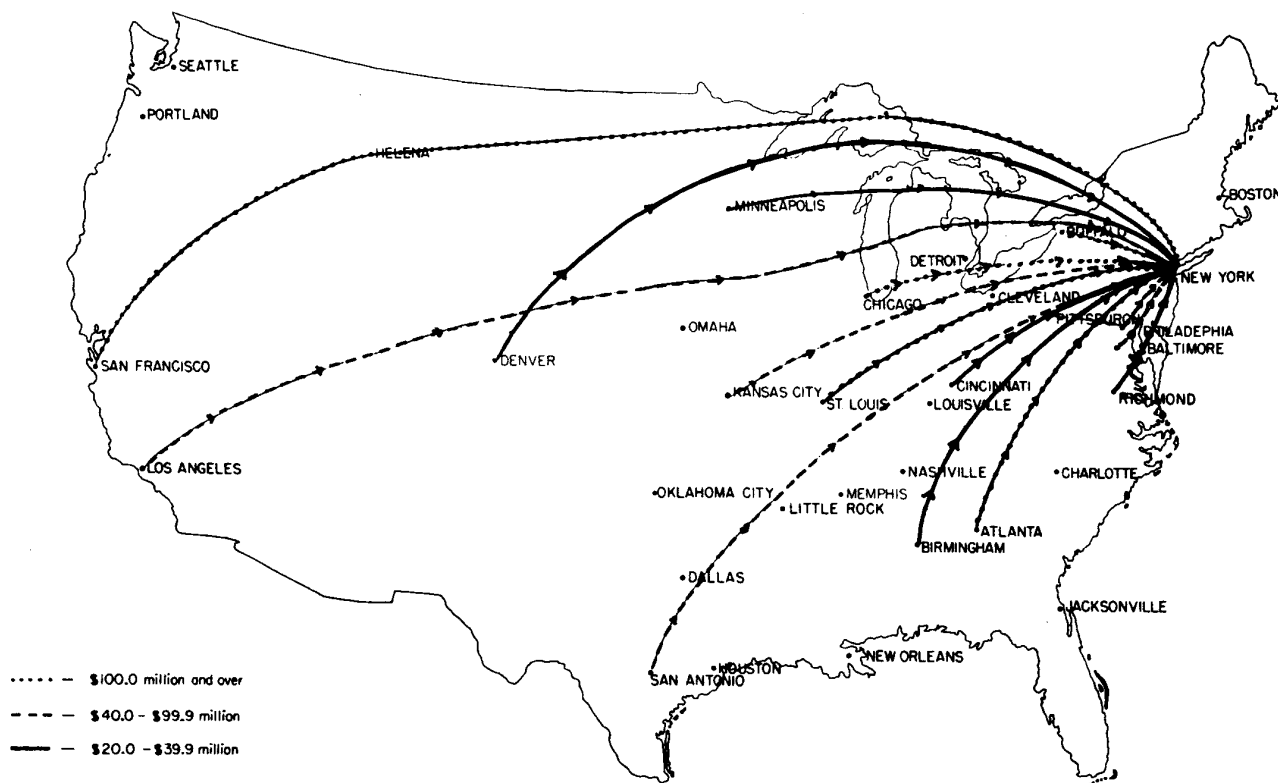 SEATTLE
PORTLAND
HELENA
MINNEAPOLIS
BOSTON
BUFFALO
DETROIT
NEW YORK
CHICAGO
CLEVELAND
PITTSBURGH
OMAHA
PHILADEPHIA
BALTIMORE
SAN FRANCISCO
DENVER
CINCINNATI
KANSAS CITY
ST. LOUIS
LOUISVILLE
RICHMOND
LOS ANGELES
NASHVILLE
CHARLOTTE
OKLAHOMA CITY
MEMPHIS
LITTLE ROCK
ATLANTA
BIRMINGHAM
DALLAS
JACKSONVILLE
NEW ORLEANS
HOUSTON
SAN ANTONIO
— $100.0 million and over
— $40.0 - $99.9 million
— $20.0 - $39.9 million